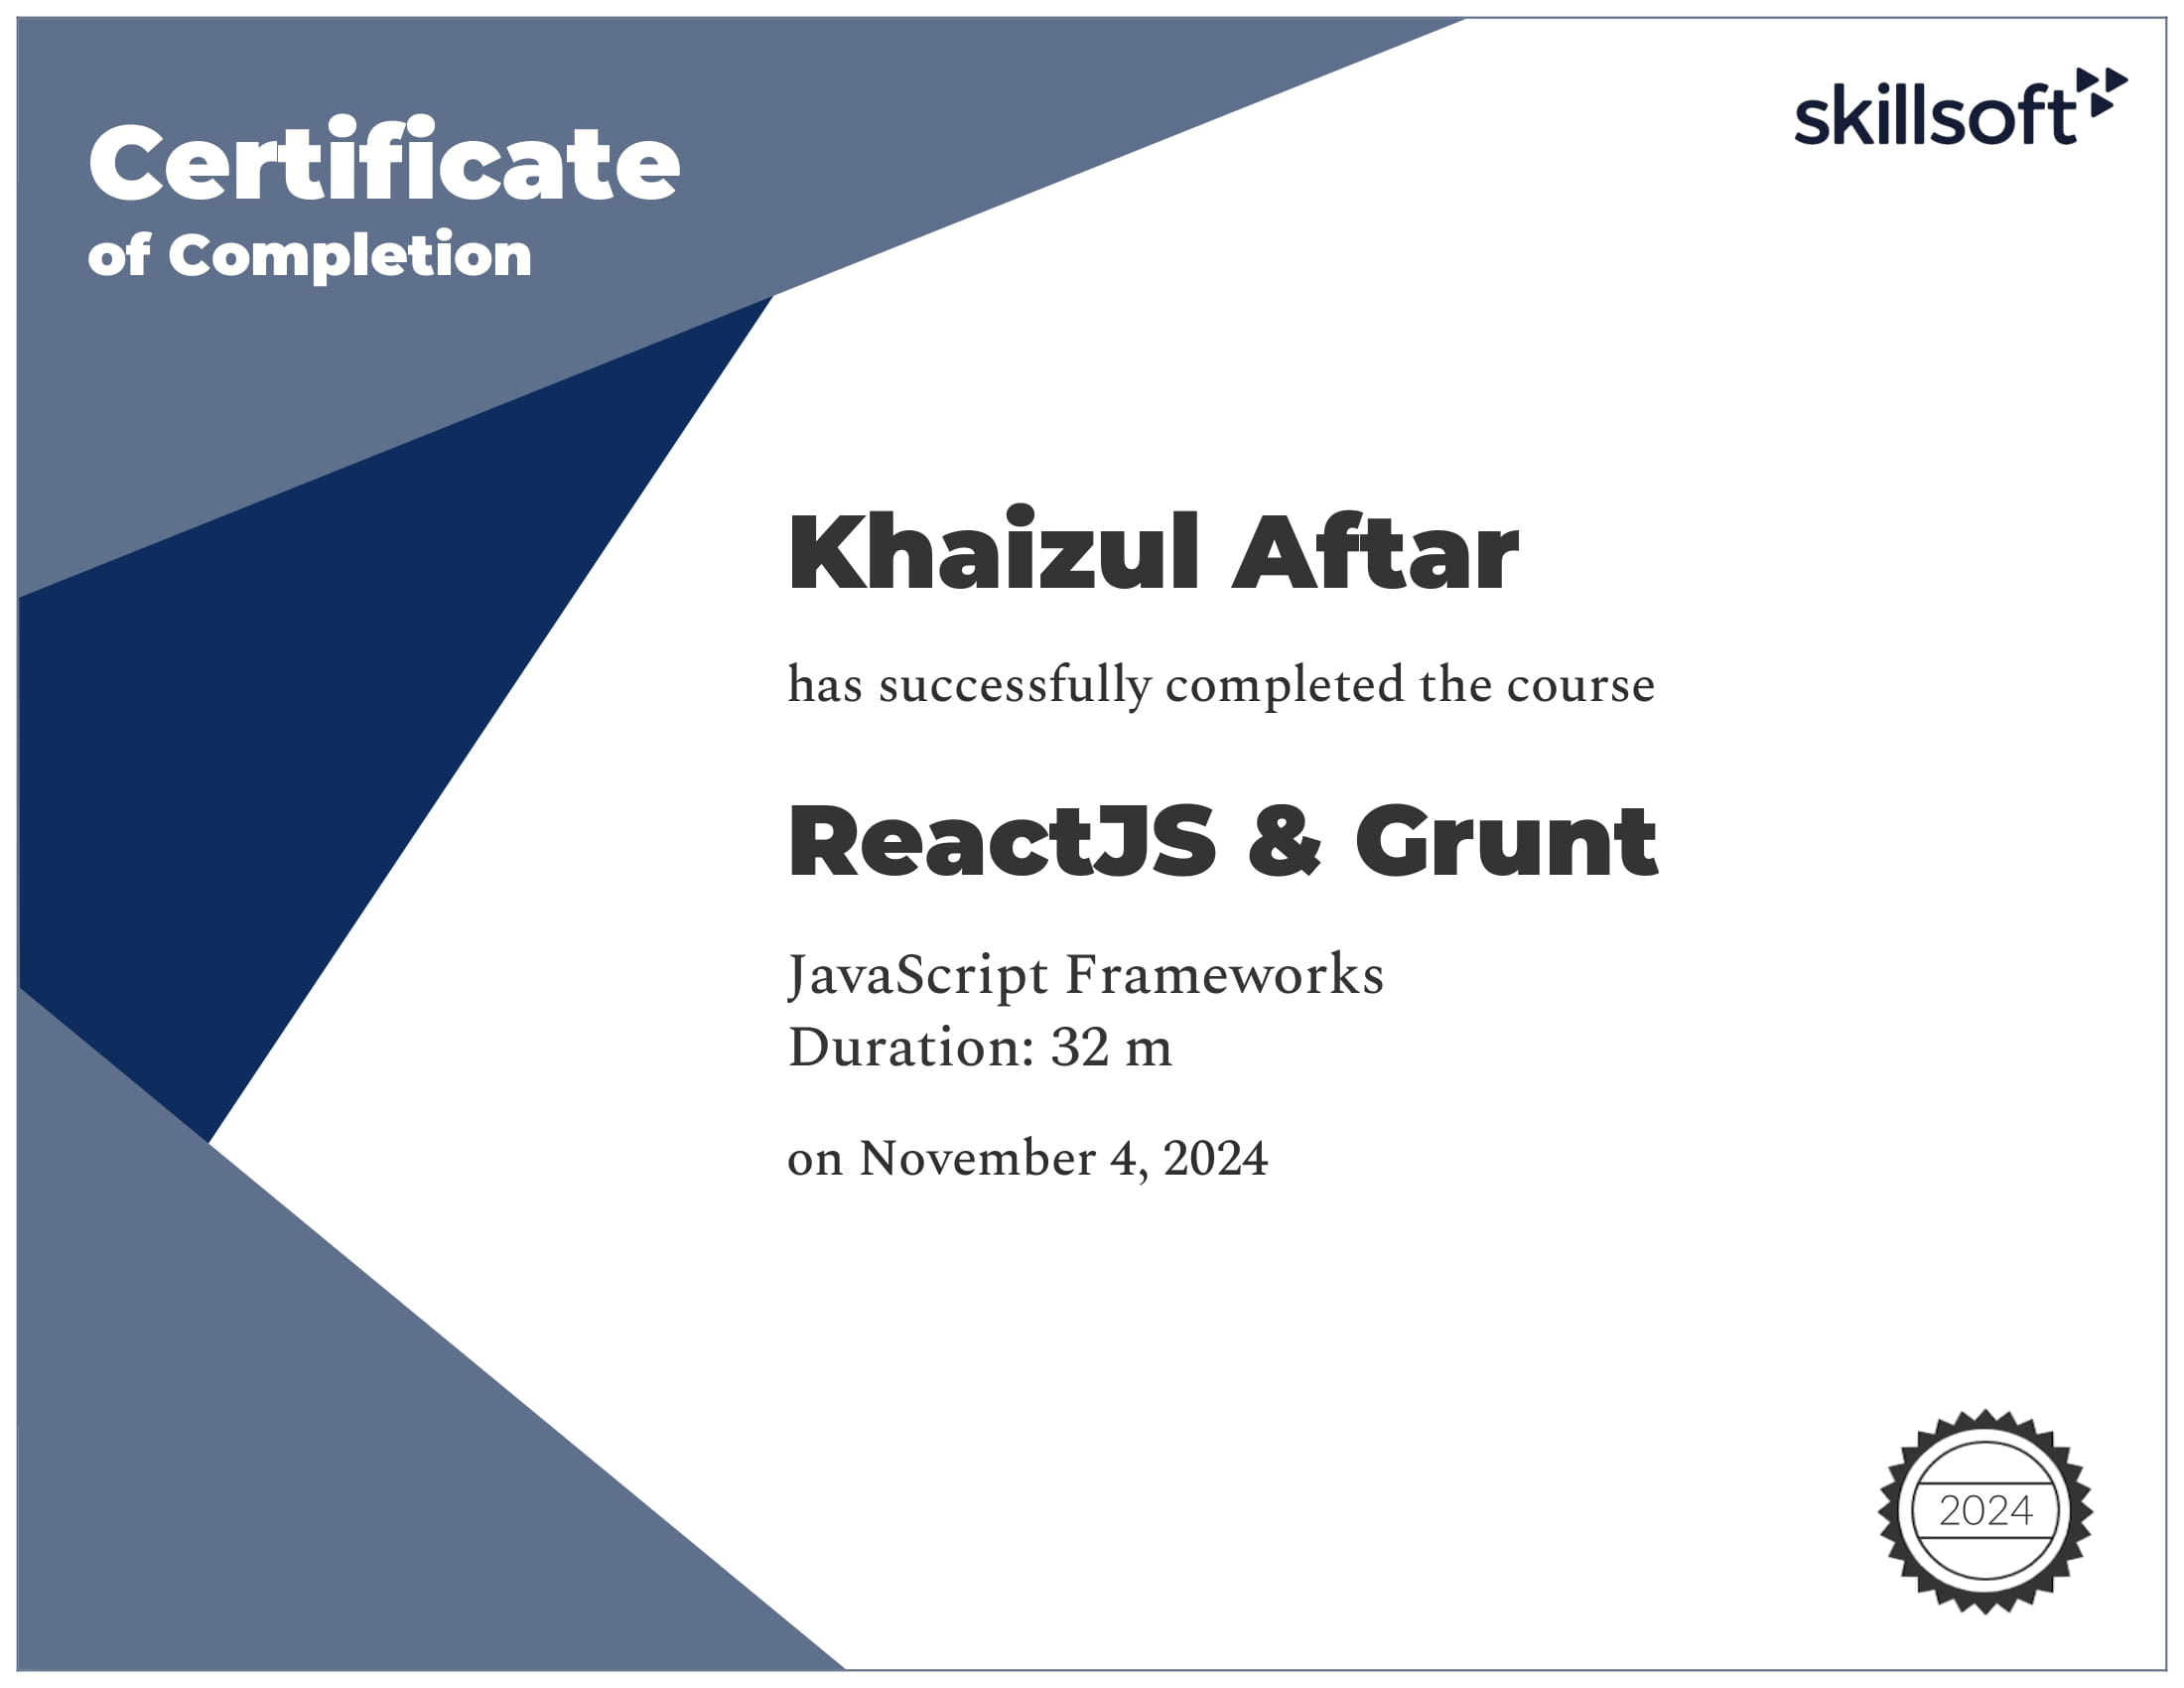 Certificate
of Completion
skillsoft
Khaizul Aftar
has successfully completed the course
ReactJS & Grunt
JavaScript Frameworks
Duration: 32 m
on November 4, 2024
2024